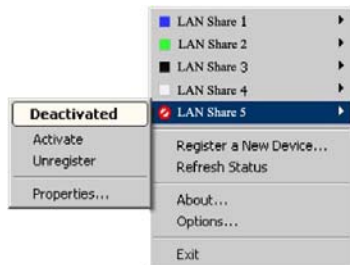 LAN Share 1
LAN Share 2
LAN Share 3
LAN Share 4
LAN Share 5
Deactivated
Activate
Unregister
Properties...
Register a New Device...
Refresh Status
About...
Options...
Exit